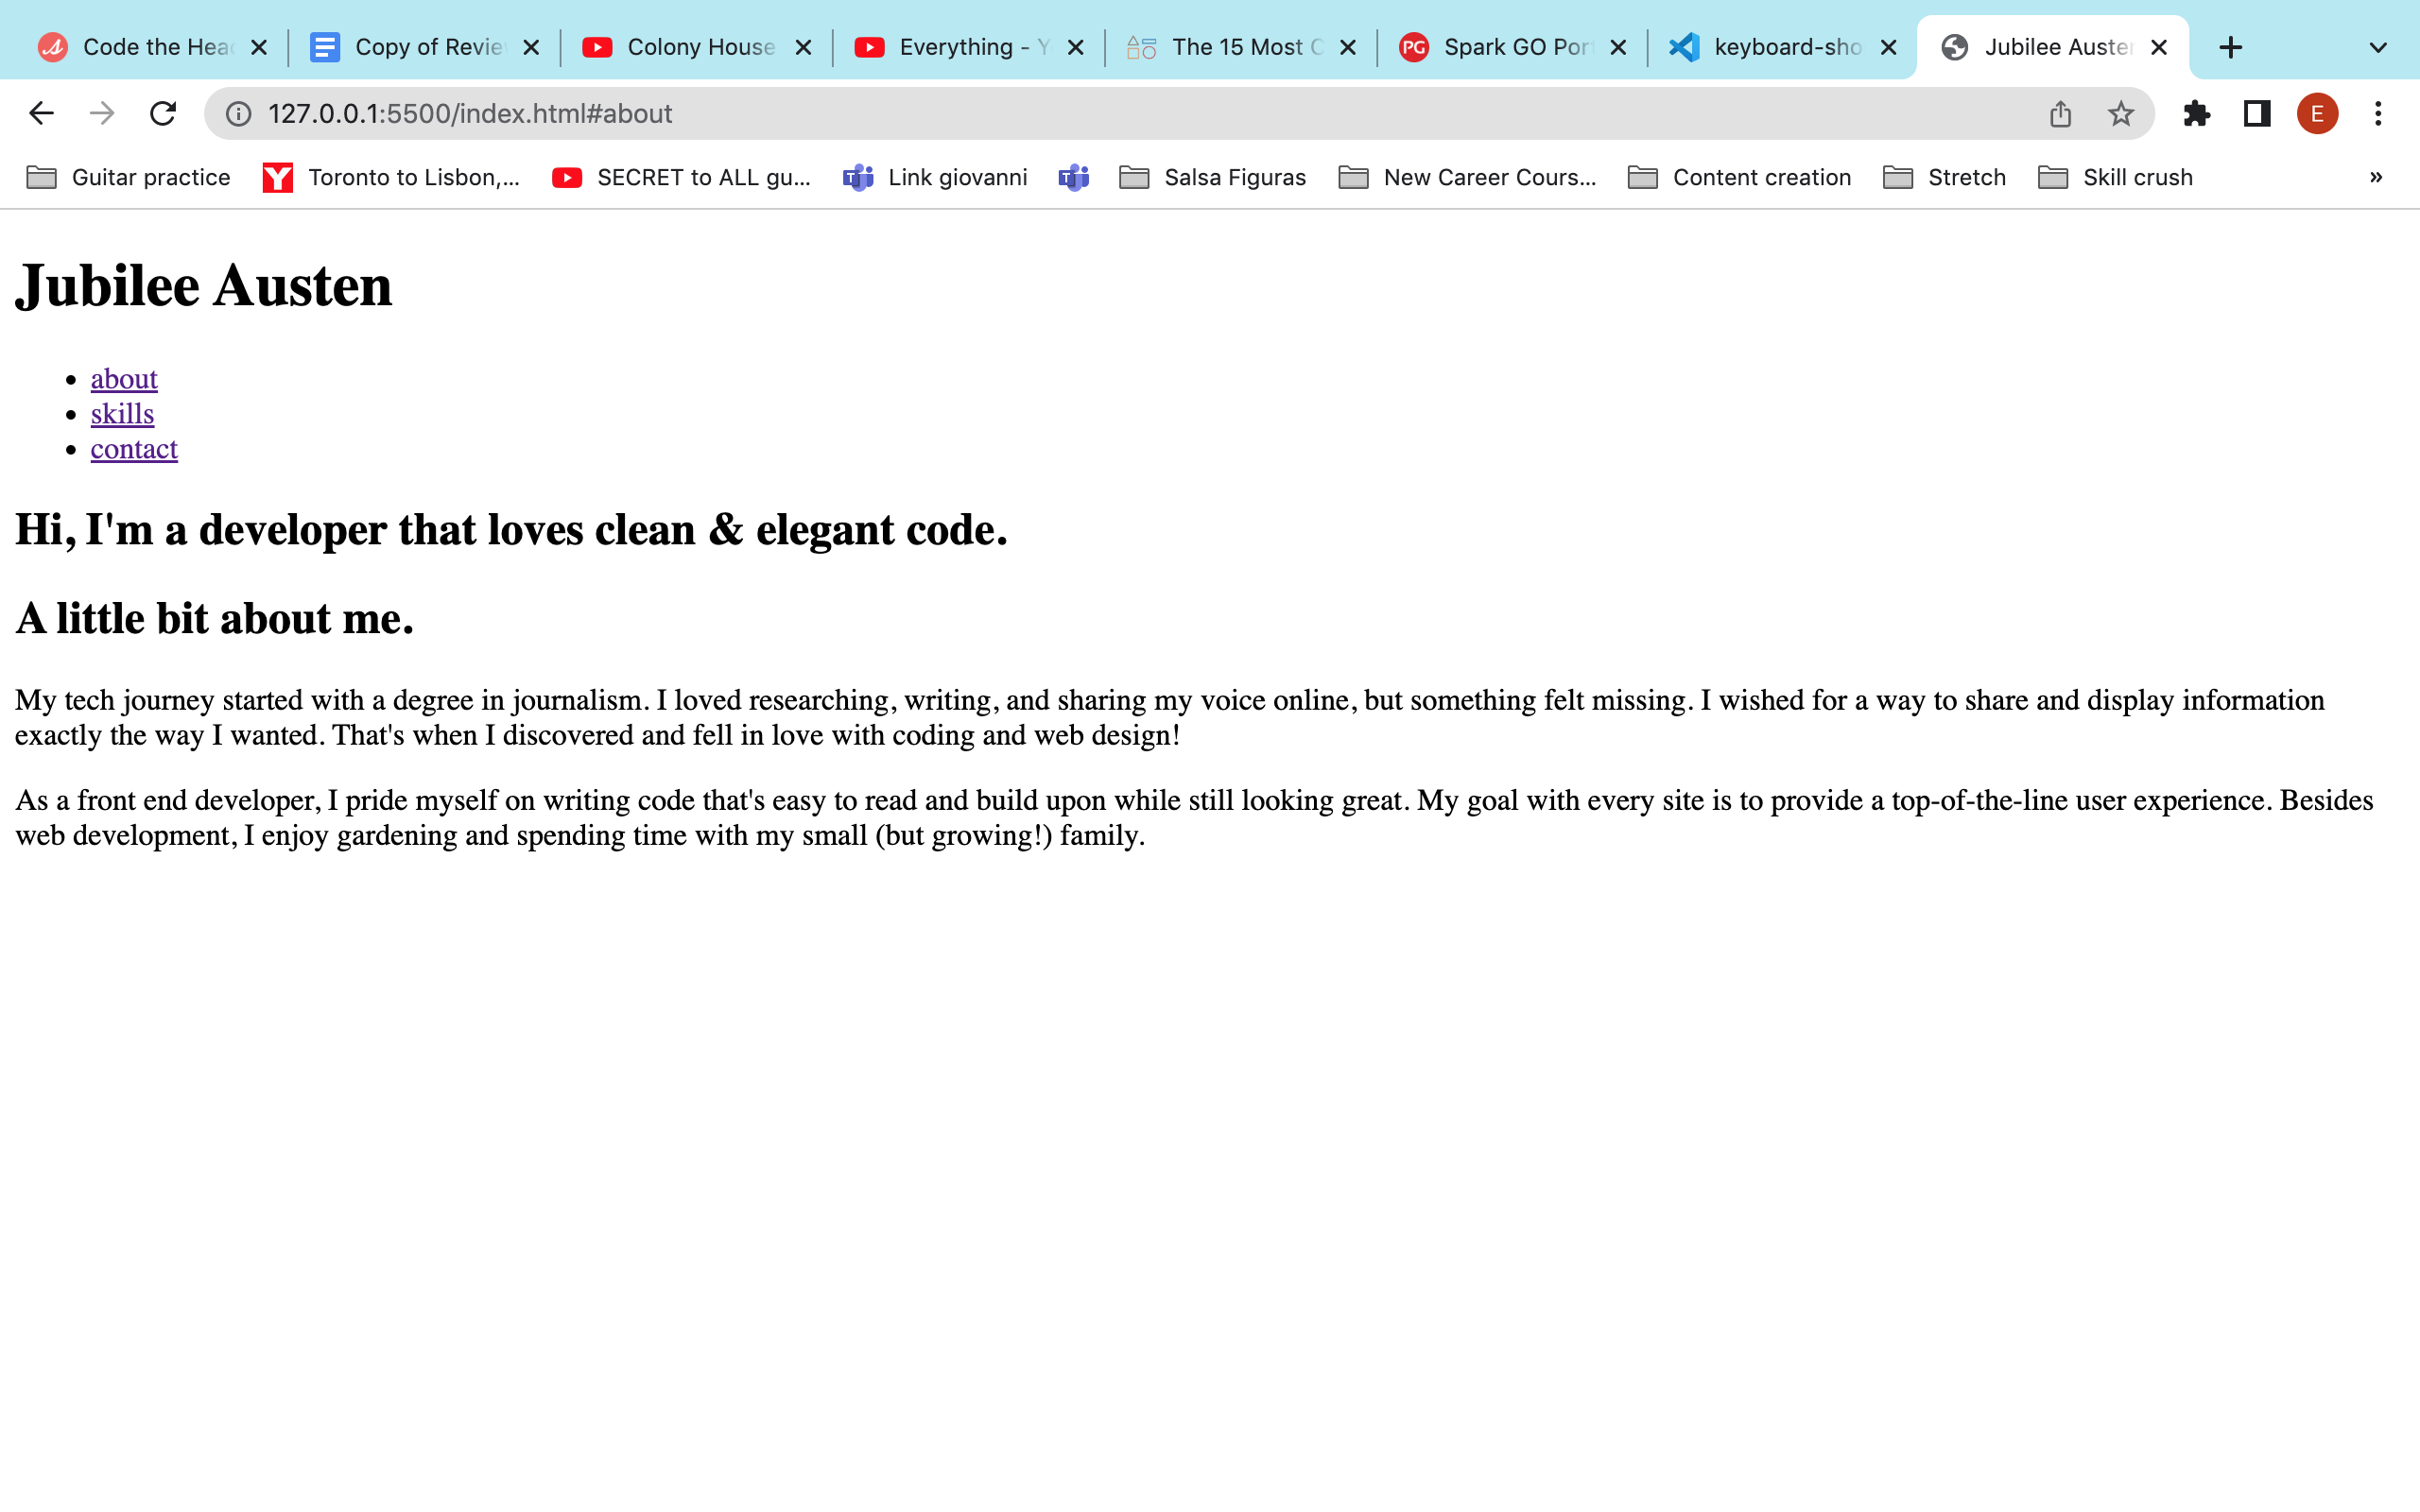 Code the Hea
Copy of Revie
Colony House
Everything - Y
The 15 Most C
PG
Spark GO Por
keyboard-sho
Jubilee Austen
127.0.0.1:5500/index.html#about
E
Guitar practice
Y
Toronto to Lisbon,...
SECRET to ALL gu...
Link giovanni
Salsa Figuras
New Career Cours...
Content creation
Stretch
Skill crush
»
Jubilee Austen
• about
• skills
• contact
Hi, I'm a developer that loves clean & elegant code.
A little bit about me.
My tech journey started with a degree in journalism. I loved researching, writing, and sharing my voice online, but something felt missing. I wished for a way to share and display information
exactly the way I wanted. That's when I discovered and fell in love with coding and web design!
As a front end developer, I pride myself on writing code that's easy to read and build upon while still looking great. My goal with every site is to provide a top-of-the-line user experience. Besides
web development, I enjoy gardening and spending time with my small (but growing!) family.